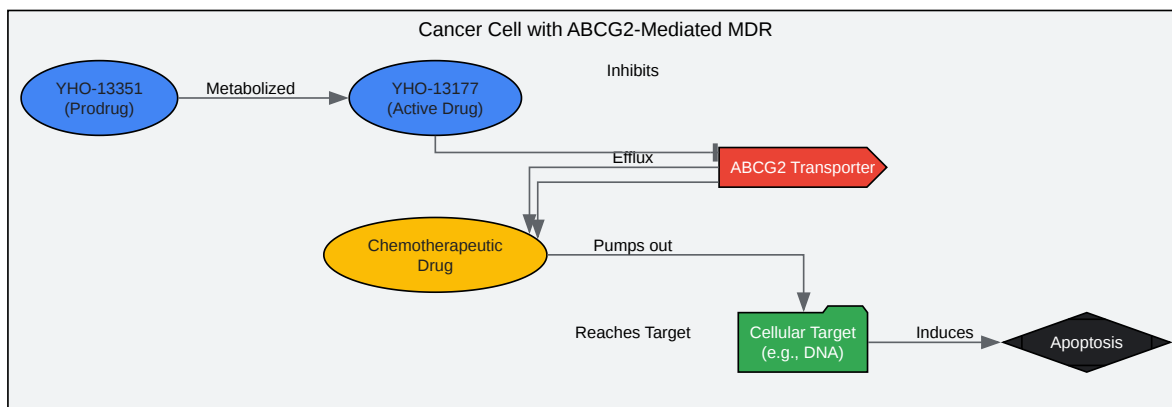 Cancer Cell with ABCG2-Mediated MDR
YHO-13351
(Prodrug)
Metabolized
YHO-13177
(Active Drug)
Inhibits
Efflux
ABCG2 Transporter
Chemotherapeutic
Drug
Pumps out
Reaches Target
Cellular Target
(e.g., DNA)
Induces
Apoptosis